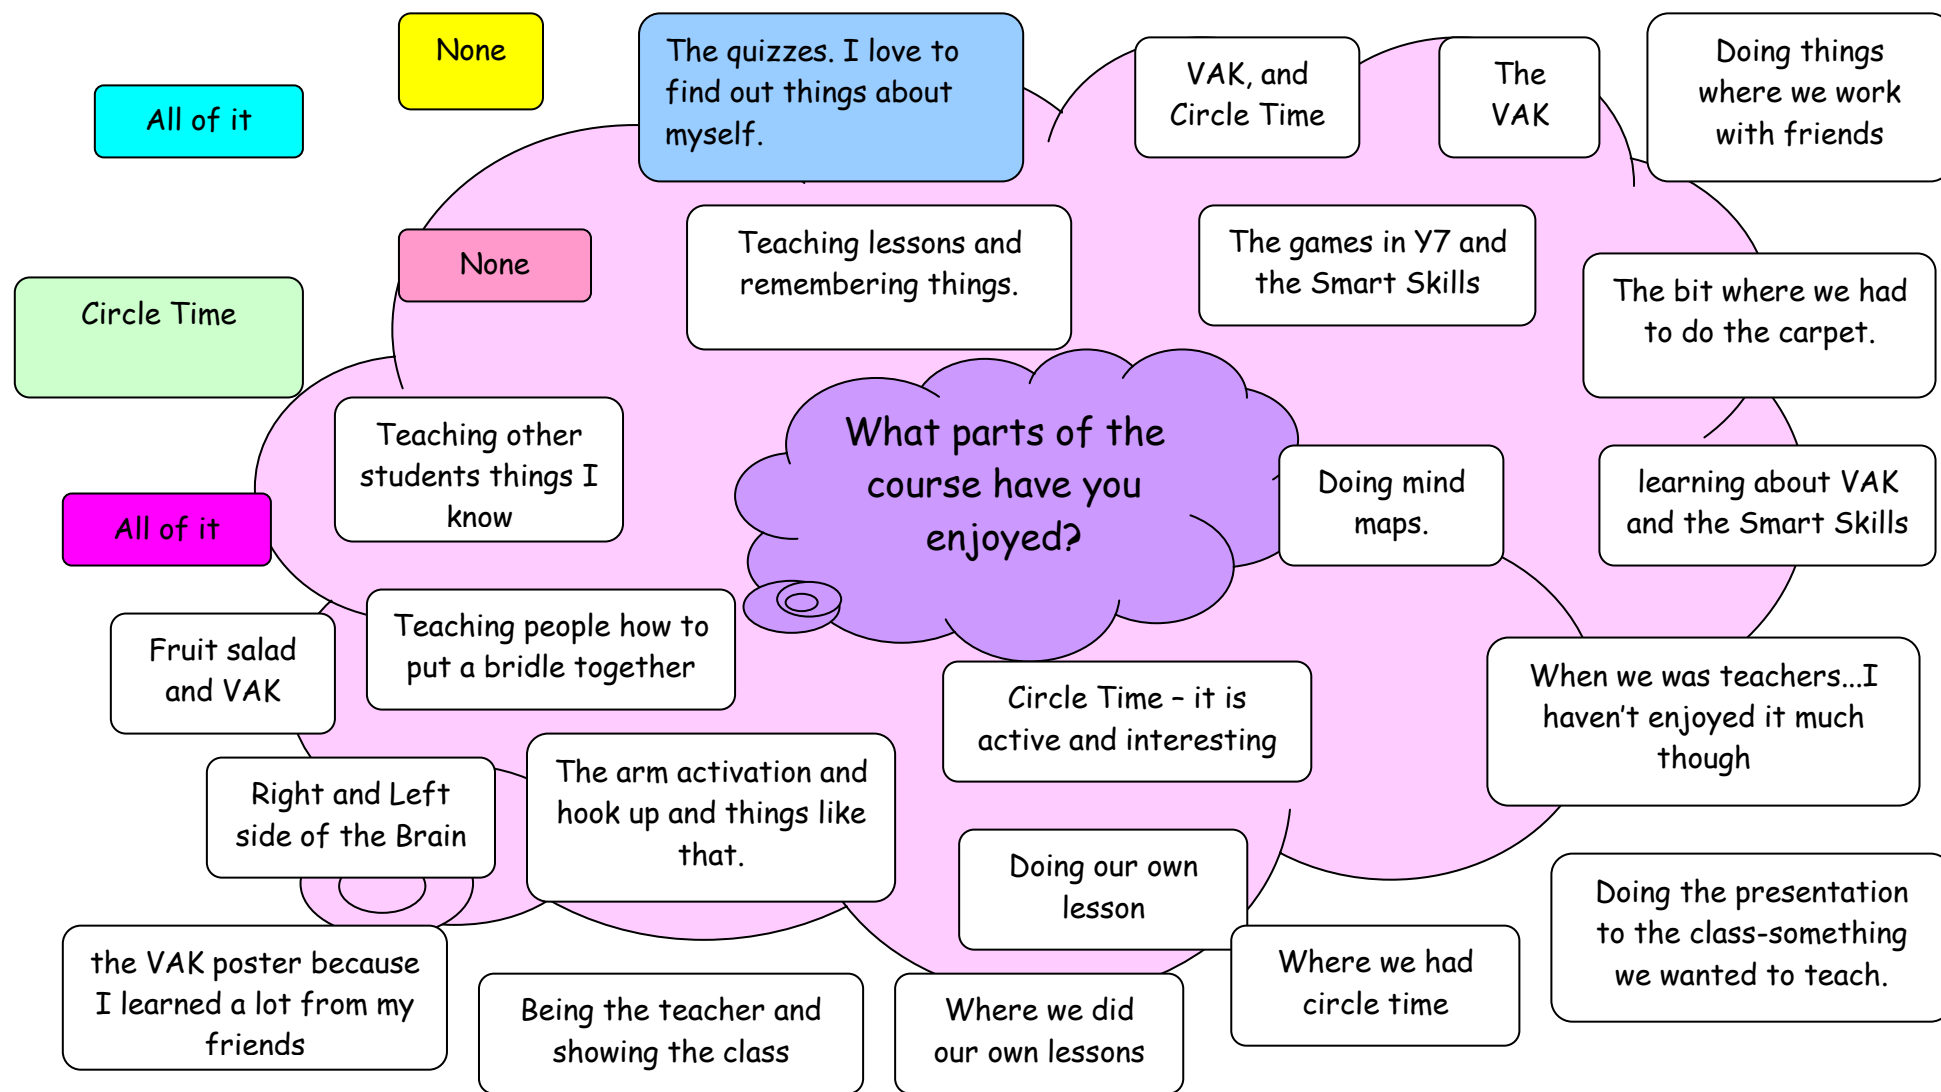 None
The quizzes. I love to
find out things about
myself.
VAK, and
Circle Time
The
VAK
Doing things
where we work
with friends
All of it
None
Teaching lessons and
remembering things.
The games in Y7 and
the Smart Skills
The bit where we had
to do the carpet.
Circle Time
Teaching other
students things I
know
What parts of the
course have you
enjoyed?
Doing mind
maps.
learning about VAK
and the Smart Skills
All of it
Fruit salad
and VAK
Teaching people how to
put a bridle together
Circle Time – it is
active and interesting
When we was teachers...I
haven't enjoyed it much
though
Right and Left
side of the Brain
The arm activation and
hook up and things like
that.
Doing our own
lesson
Doing the presentation
to the class-something
we wanted to teach.
the VAK poster because
I learned a lot from my
friends
Being the teacher and
showing the class
Where we did
our own lessons
Where we had
circle time